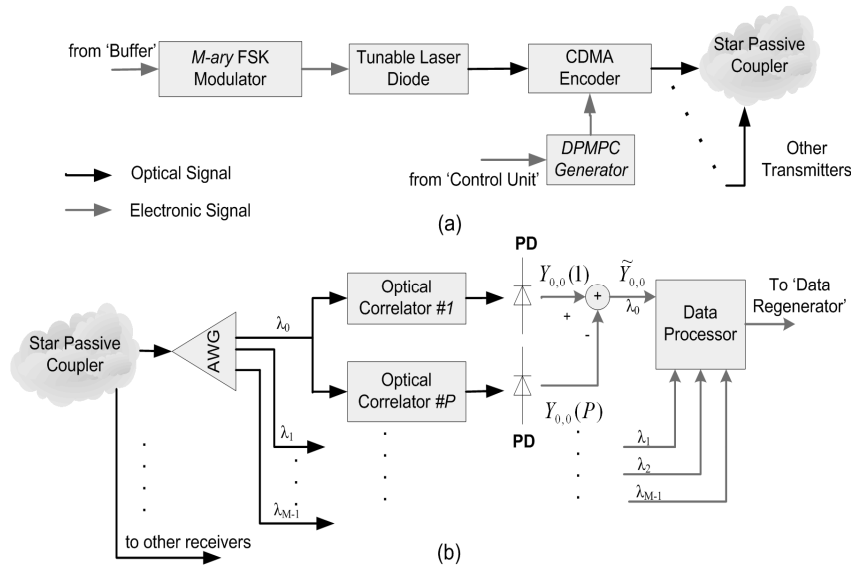 from 'Buffer'
M-ary FSK
Modulator
Tunable Laser
Diode
CDMA
Encoder
Star Passive
Coupler
DPMPC
Generator
from 'Control Unit'
Other
Transmitters
Optical Signal
Electronic Signal
(a)
Star Passive
Coupler
AWG
λ0
λ1
λM-1
to other receivers
Optical
Correlator #1
Optical
Correlator #P
PD
PD
Y0,0(1)
Y0,0(P)
+
+
-
Ỹ0,0
λ0
Data
Processor
To 'Data
Regenerator'
λ1
λ2
λM-1
(b)